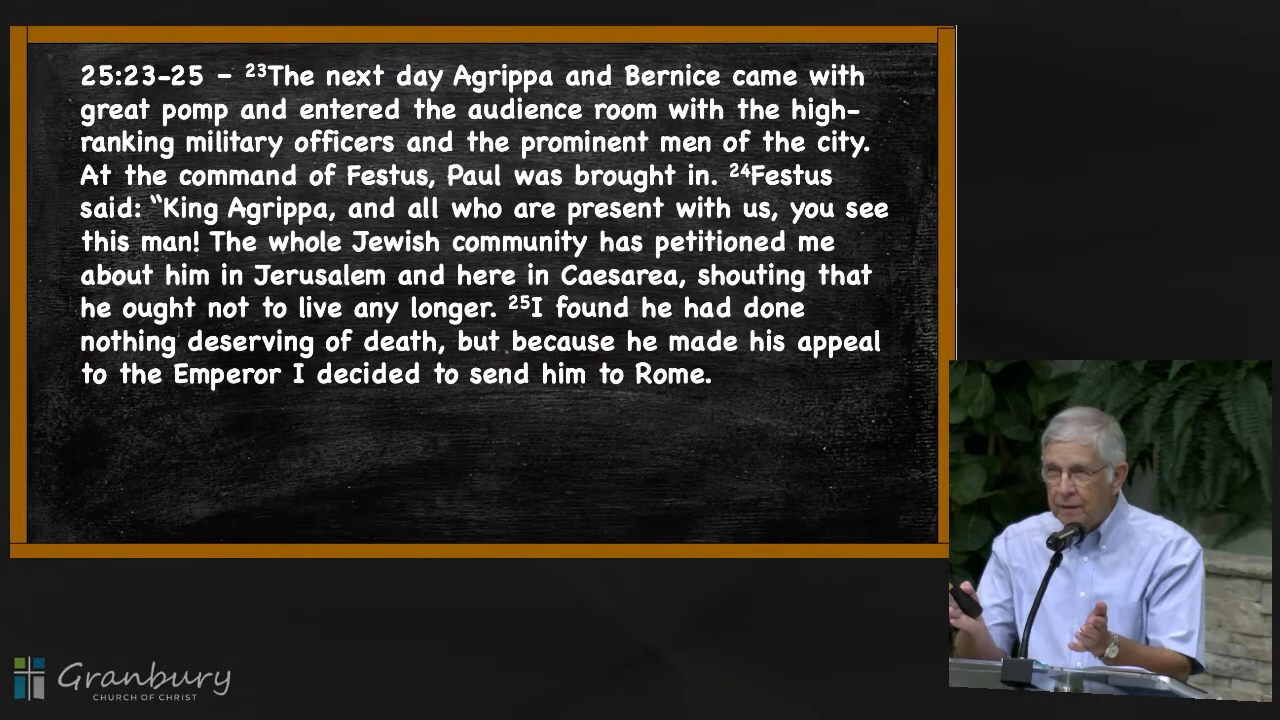 25:23-25 – ²³The next day Agrippa and Bernice came with
great pomp and entered the audience room with the high-
ranking military officers and the prominent men of the city.
At the command of Festus, Paul was brought in. ²⁴Festus
said: “King Agrippa, and all who are present with us, you see
this man! The whole Jewish community has petitioned me
about him in Jerusalem and here in Caesarea, shouting that
he ought not to live any longer. ²⁵I found he had done
nothing deserving of death, but because he made his appeal
to the Emperor I decided to send him to Rome.
Granbury
CHURCH OF CHRIST